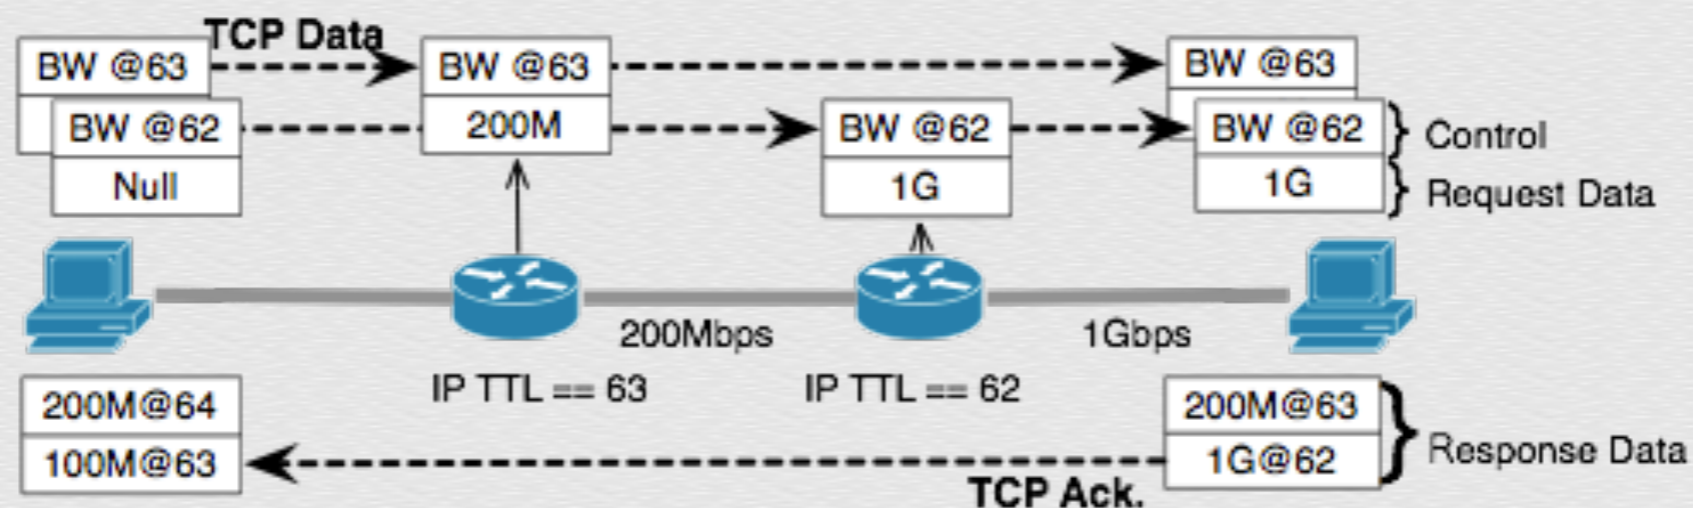 TCP Data
BW @63
BW @63
BW @63
BW @62
200M
BW @62
BW @62
Control
Null
1G
1G
Request Data
200Mbps
1Gbps
IP TTL == 63
IP TTL == 62
200M@64
200M@63
100M@63
1G@62
Response Data
TCP Ack.